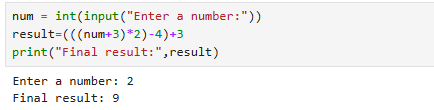 num = int(input("Enter a number:"))
result=(((num+3)*2)-4)+3
print("Final result:",result)
Enter a number: 2
Final result: 9